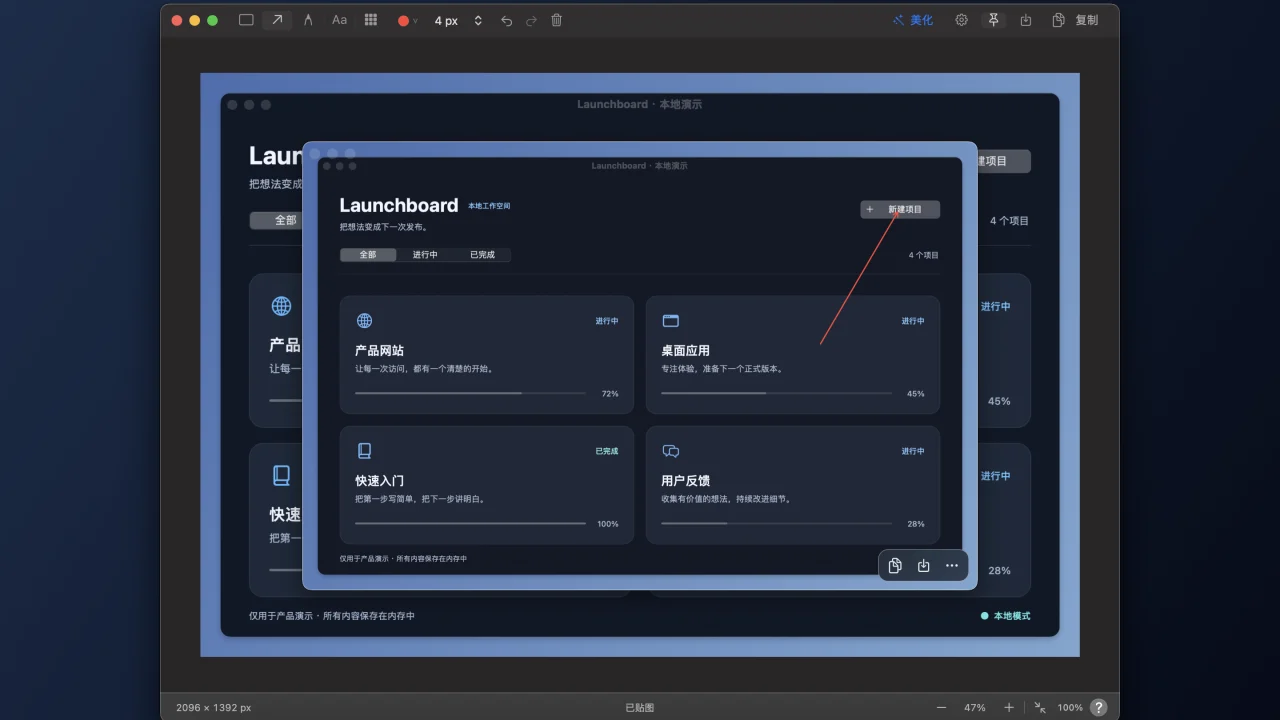 Aa
4 px
美化
复制
Launchboard · 本地演示
Laun
建项目
把想法变成
全部
4 个项目
Launchboard · 本地演示
Launchboard 本地工作空间
+ 新建项目
把想法变成下一次发布。
全部 进行中 已完成
4 个项目
进行中
产品网站
让每一次访问，都有一个清楚的开始。
72%
进行中
桌面应用
专注体验，准备下一个正式版本。
45%
已完成
快速入门
把第一步写简单，把下一步讲明白。
100%
进行中
用户反馈
收集有价值的想法，持续改进细节。
28%
仅用于产品演示 · 所有内容保存在内存中
产品
让每一
进行中
45%
快速
把第一
进行中
28%
仅用于产品演示 · 所有内容保存在内存中
本地模式
2096 × 1392 px
已贴图
47%
100%
?